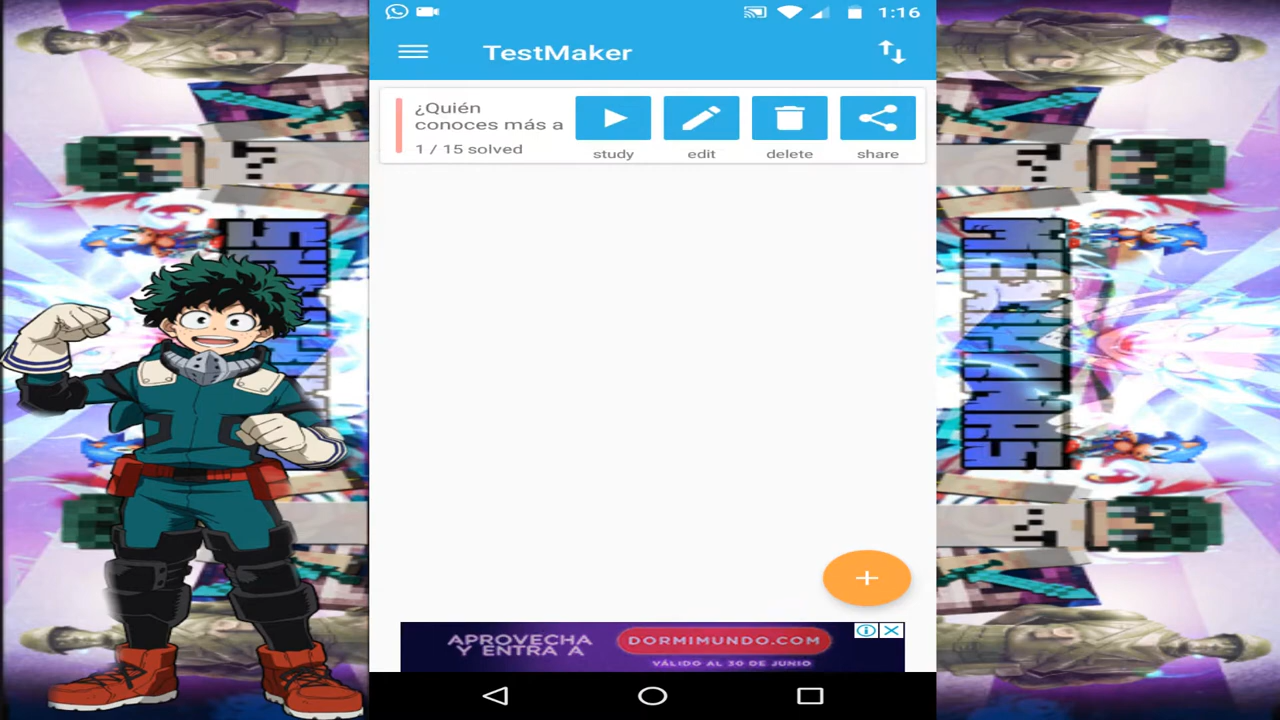 1:16
TestMaker
¿Quién
conoces más a
1 / 15 solved
study
edit
delete
share
APROVECHA
Y ENTRA A
DORMIMUNDO.COM
VÁLIDO AL 30 DE JUNIO